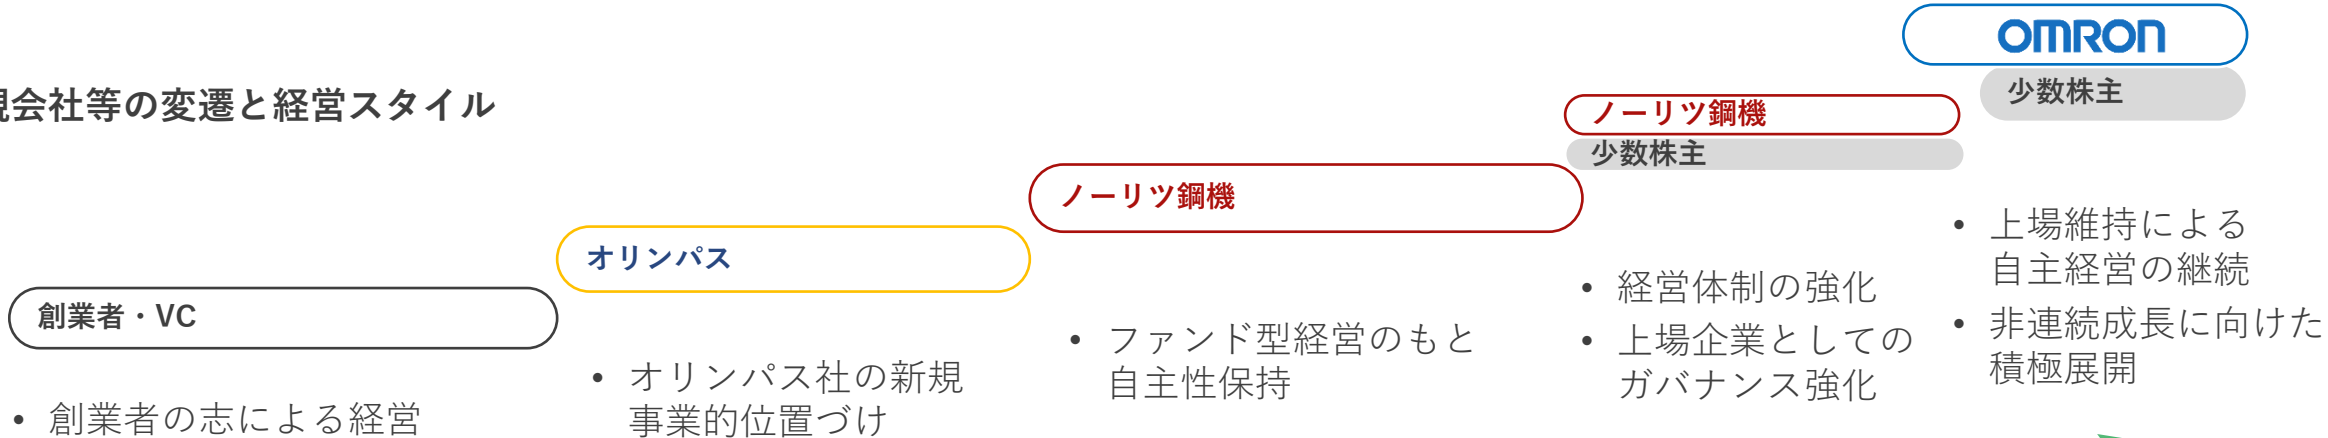 会社等の変遷と経営スタイル
創業者・VC
• 創業者の志による経営
オリンパス
• オリンパス社の新規
事業的位置づけ
ノーリツ鋼機
• ファンド型経営のもと
自主性保持
ノーリツ鋼機
少数株主
• 経営体制の強化
• 上場企業としての
ガバナンス強化
OMRON
少数株主
• 上場維持による
自主経営の継続
• 非連続成長に向けた
積極展開